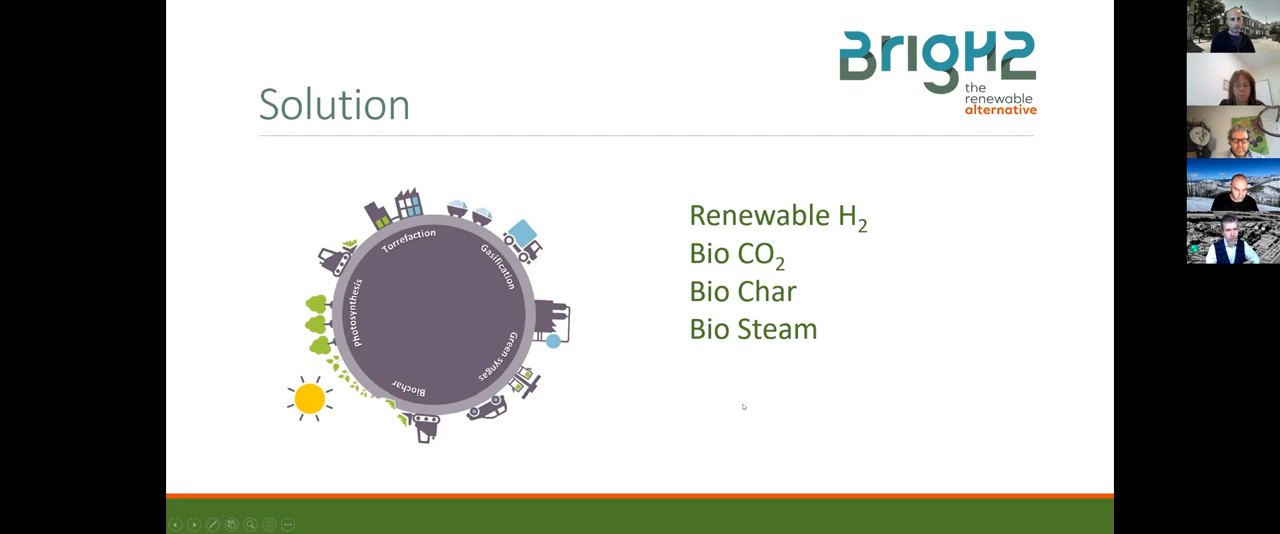 BrigH2
the
renewable
alternative
Solution
Torrefaction
Gasification
Photosynthesis
Green syngas
Biochar
Renewable H₂
Bio CO₂
Bio Char
Bio Steam